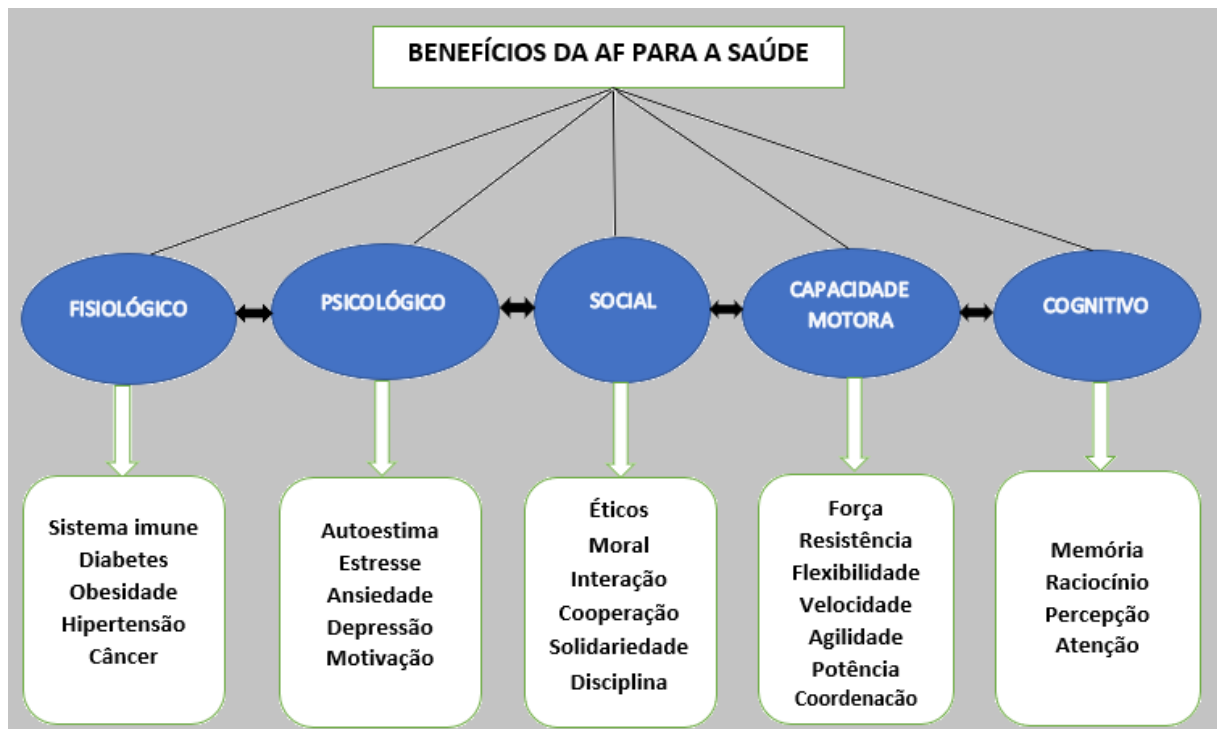 BENEFÍCIOS DA AF PARA A SAÚDE
FISIOLÓGICO
PSICOLÓGICO
SOCIAL
CAPACIDADE
MOTORA
COGNITIVO
Sistema imune
Diabetes
Obesidade
Hipertensão
Câncer
Autoestima
Estresse
Ansiedade
Depressão
Motivação
Éticos
Moral
Interação
Cooperação
Solidariedade
Disciplina
Força
Resistência
Flexibilidade
Velocidade
Agilidade
Potência
Coordenacão
Memória
Raciocínio
Percepção
Atenção